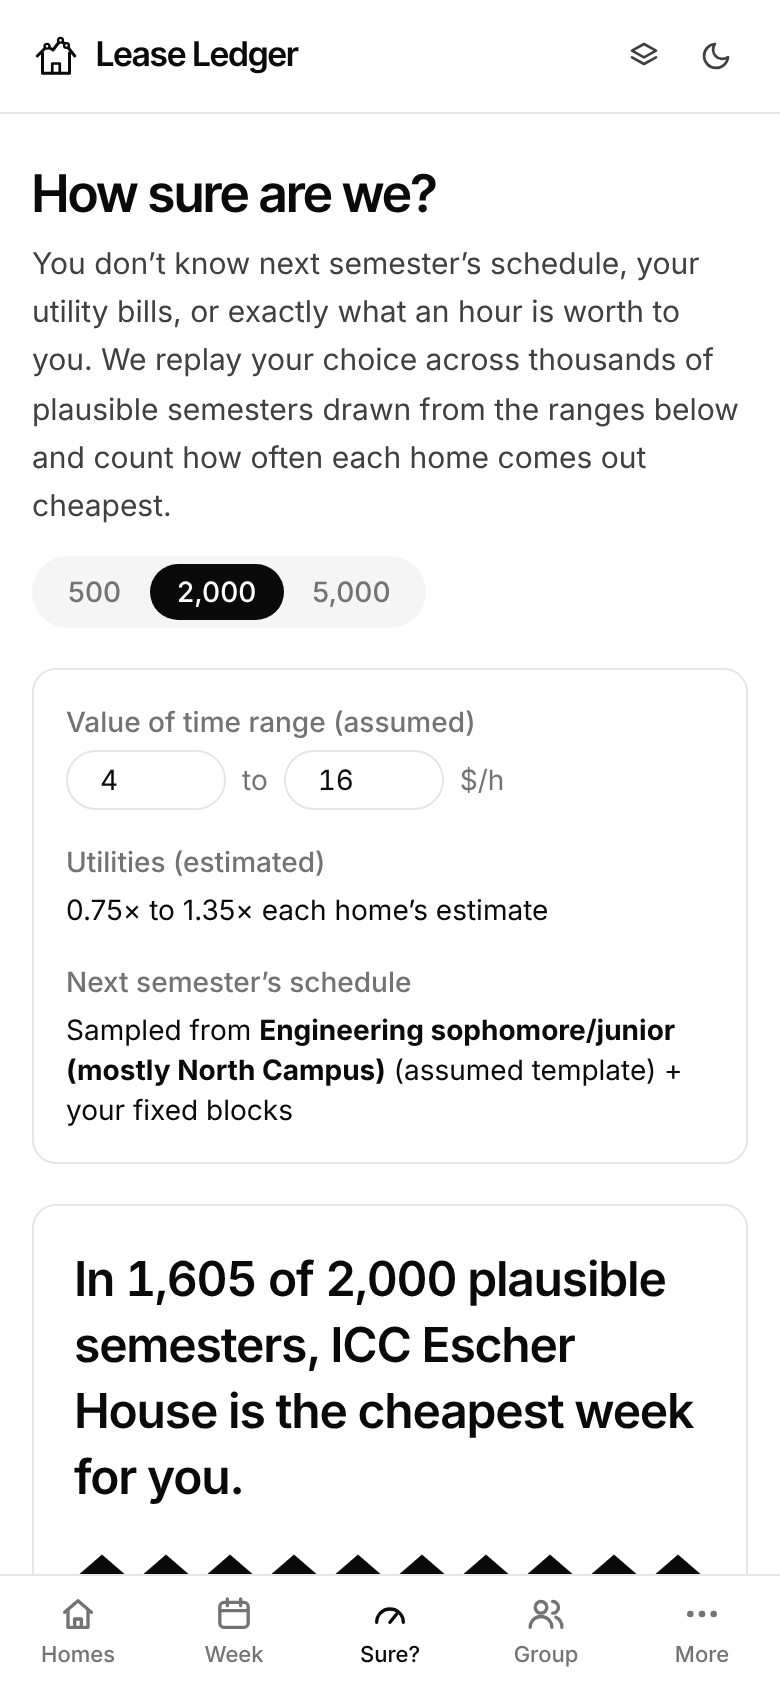 Lease Ledger
How sure are we?
You don’t know next semester’s schedule, your
utility bills, or exactly what an hour is worth to
you. We replay your choice across thousands of
plausible semesters drawn from the ranges below
and count how often each home comes out
cheapest.
500 2,000 5,000
Value of time range (assumed)
4 to 16 $/h
Utilities (estimated)
0.75× to 1.35× each home’s estimate
Next semester’s schedule
Sampled from Engineering sophomore/junior
(mostly North Campus) (assumed template) +
your fixed blocks
In 1,605 of 2,000 plausible
semesters, ICC Escher
House is the cheapest week
for you.
Homes Week Sure? Group More